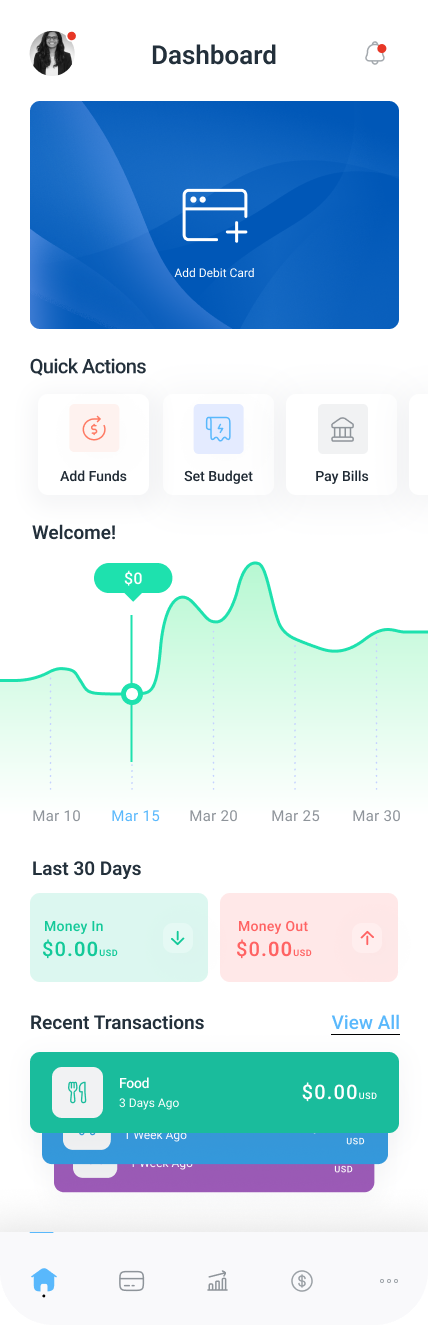 Dashboard
Add Debit Card
Quick Actions
Add Funds
Set Budget
Pay Bills
Welcome!
$0
Mar 10
Mar 15
Mar 20
Mar 25
Mar 30
Last 30 Days
Money In
$0.00USD
Money Out
$0.00USD
Recent Transactions
View All
Food
3 Days Ago
$0.00USD
1 Week Ago
USD
1 Week Ago
USD